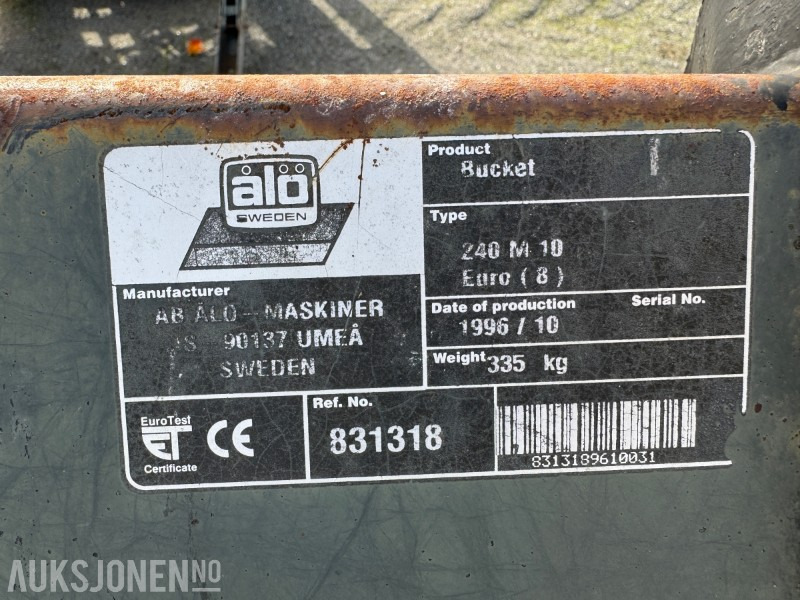 ålö
SWEDEN
Product
Bucket
Type
240 M 10
Euro ( 8 )
Manufacturer
AB ÅLÖ-MASKINER
90137 UMEÅ
SWEDEN
Date of production
Serial No.
1996 / 10
Weight 335 kg
EuroTest
ET
Certificate
CE
Ref. No.
831318
8313189610031
AUKSJONEN.NO